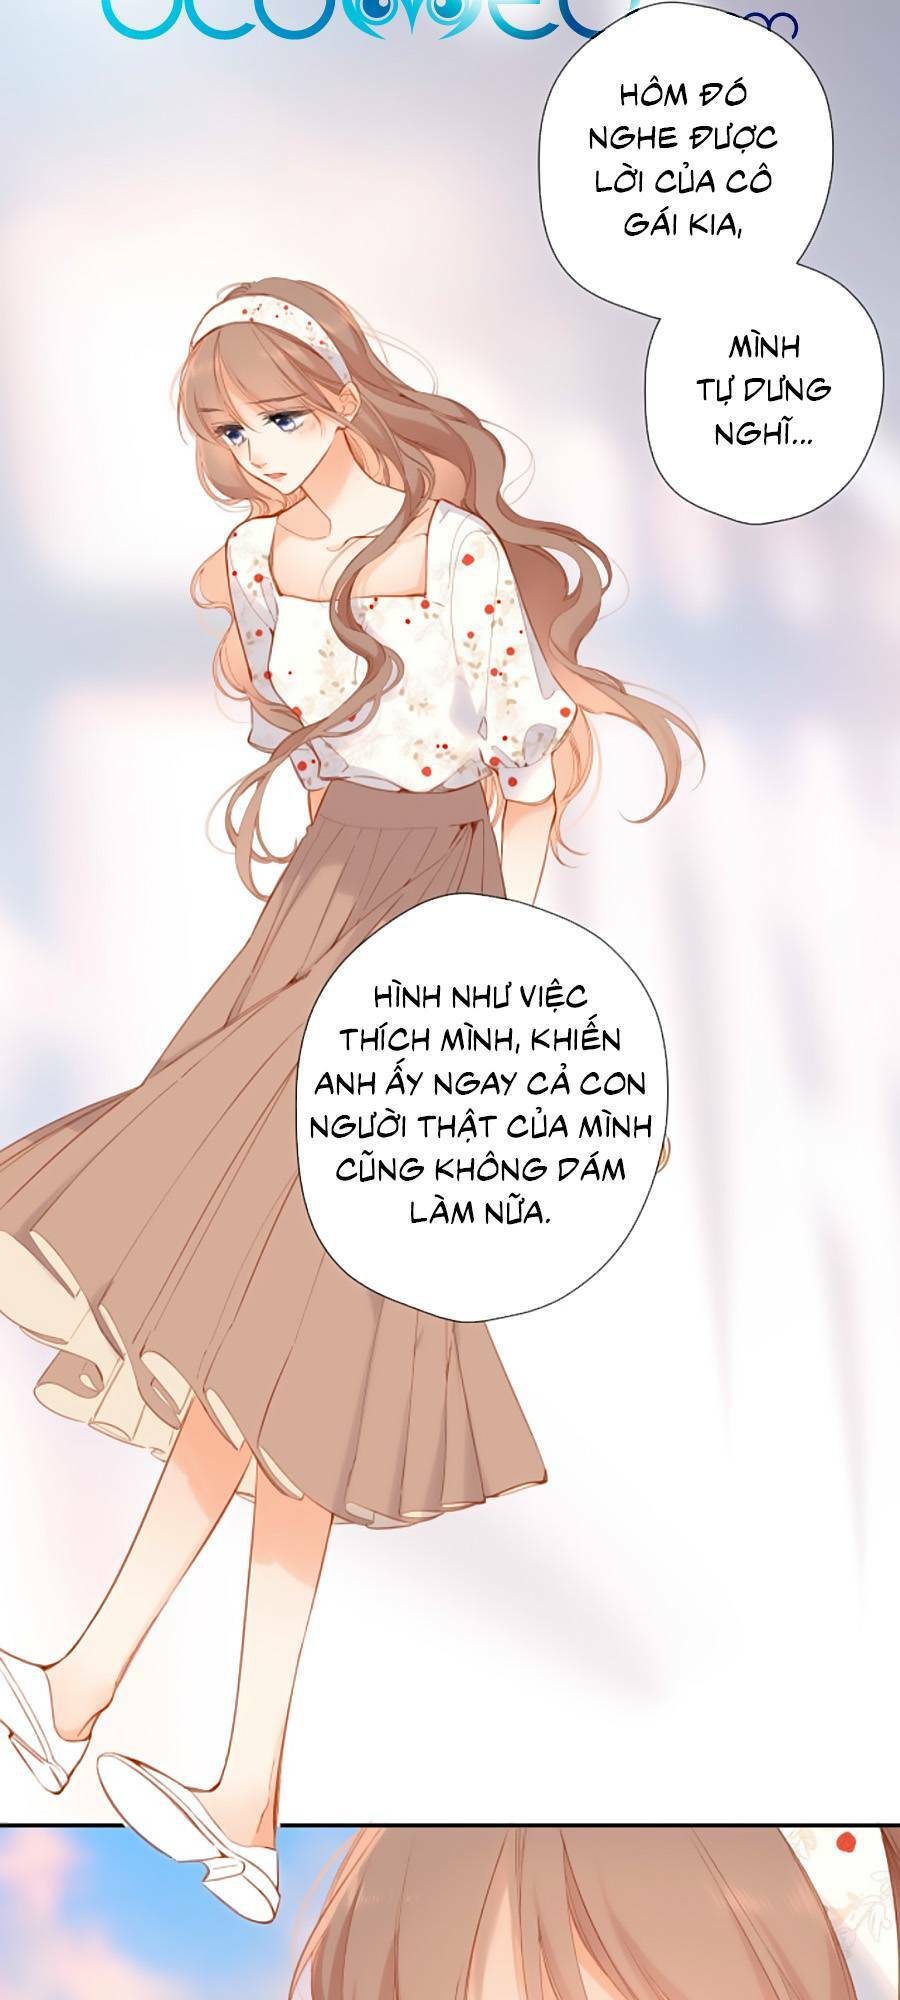 OCOMEO
HÔM ĐÓ
NGHE ĐƯỢC
LỜI CỦA CÔ
GÁI KIA,
MÌNH
TỰ DƯNG
NGHĨ...
HÌNH NHƯ VIỆC
THÍCH MÌNH, KHIẾN
ANH ẤY NGAY CẢ CON
NGƯỜI THẬT CỦA MÌNH
CŨNG KHÔNG DÁM
LÀM NỮA.